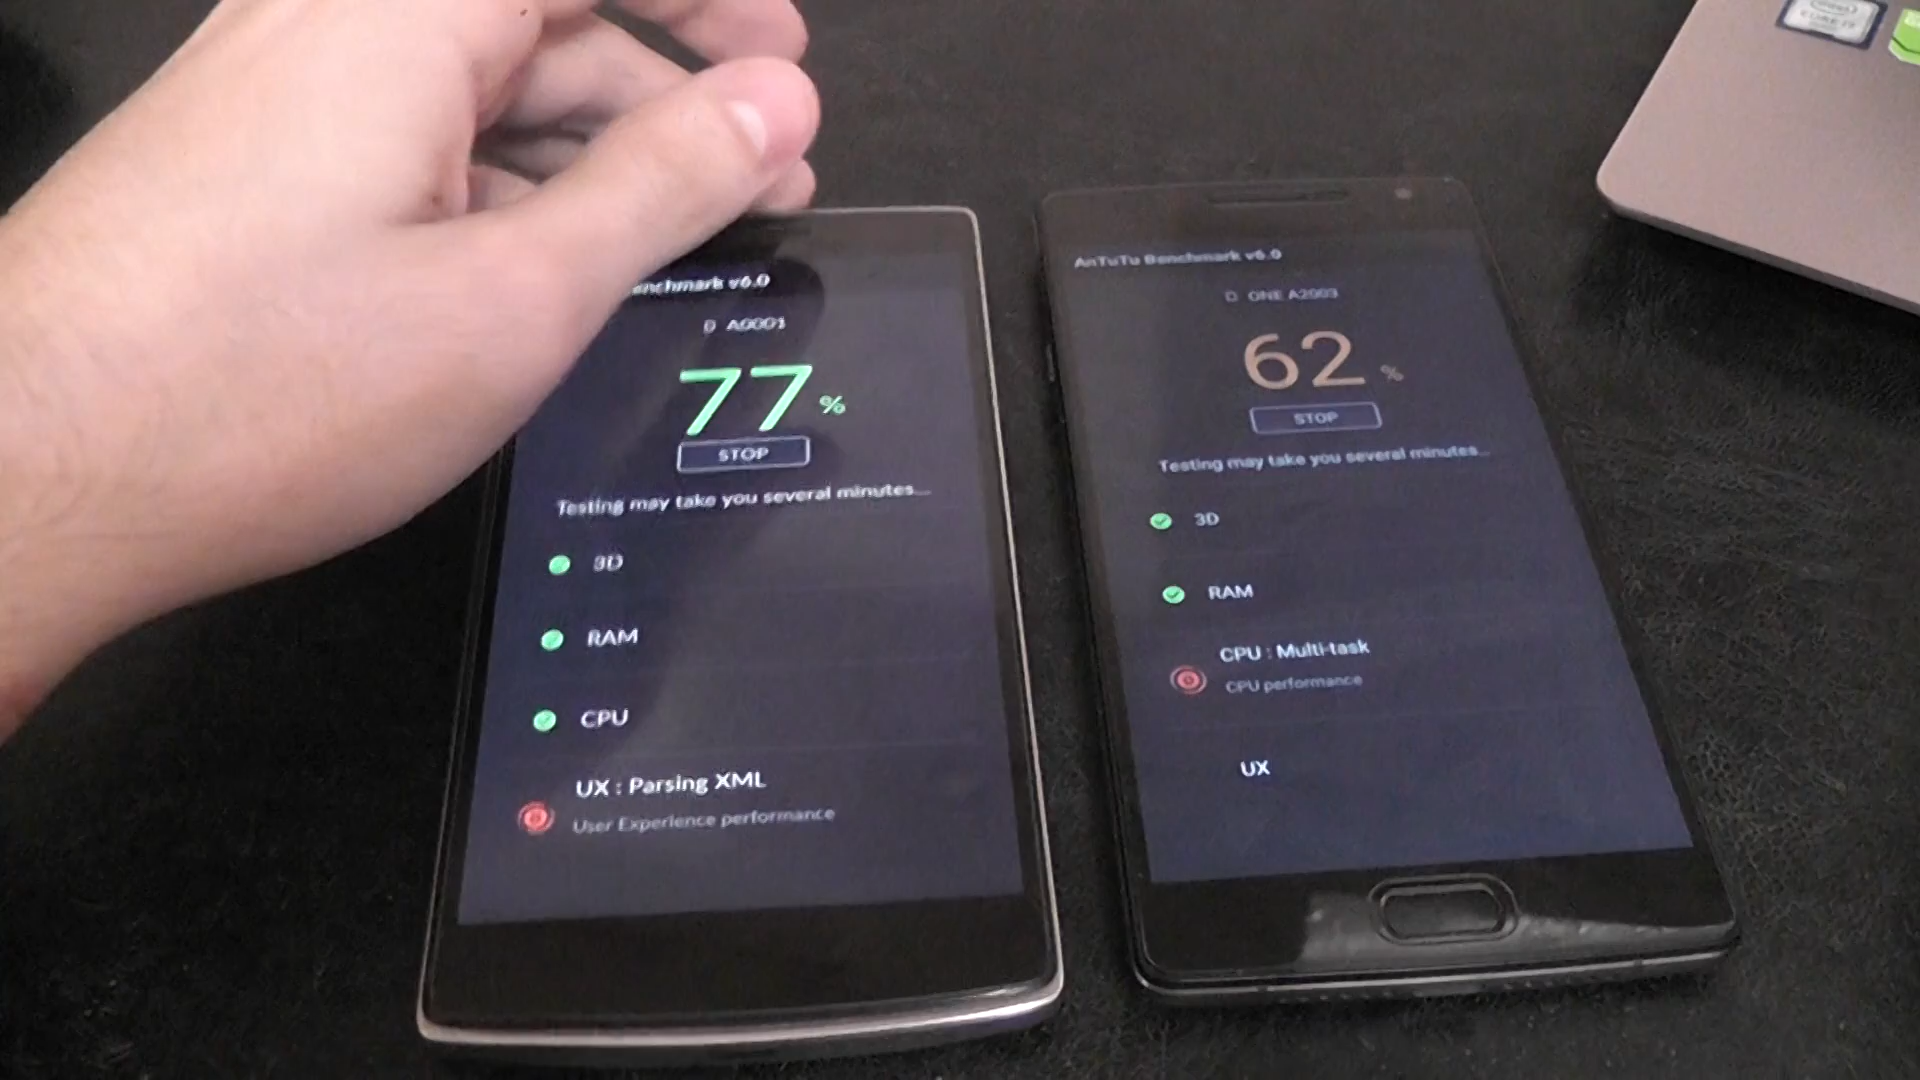 nchmark v6.0
D A0001
77 %
STOP
Testing may take you several minutes...
3D
RAM
CPU
UX : Parsing XML
User Experience performance
AnTuTu Benchmark v6.0
D ONE A2003
62 %
STOP
Testing may take you several minutes...
3D
RAM
CPU : Multi-task
CPU performance
UX
CORE